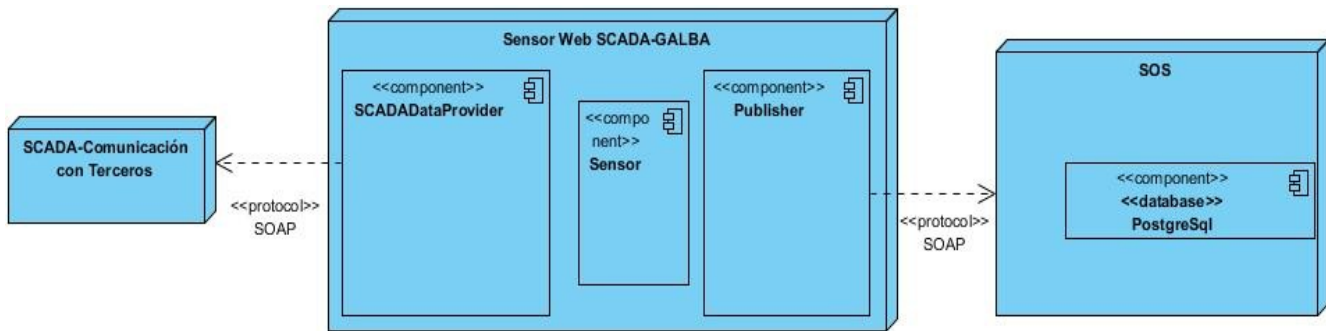 Sensor Web SCADA-GALBA
SCADA-Comunicación
con Terceros
<<protocol>>
SOAP
<<component>>
SCADADataProvider
<<compo
nent>>
Sensor
<<component>>
Publisher
<<protocol>>
SOAP
SOS
<<component>>
<<database>>
PostgreSql